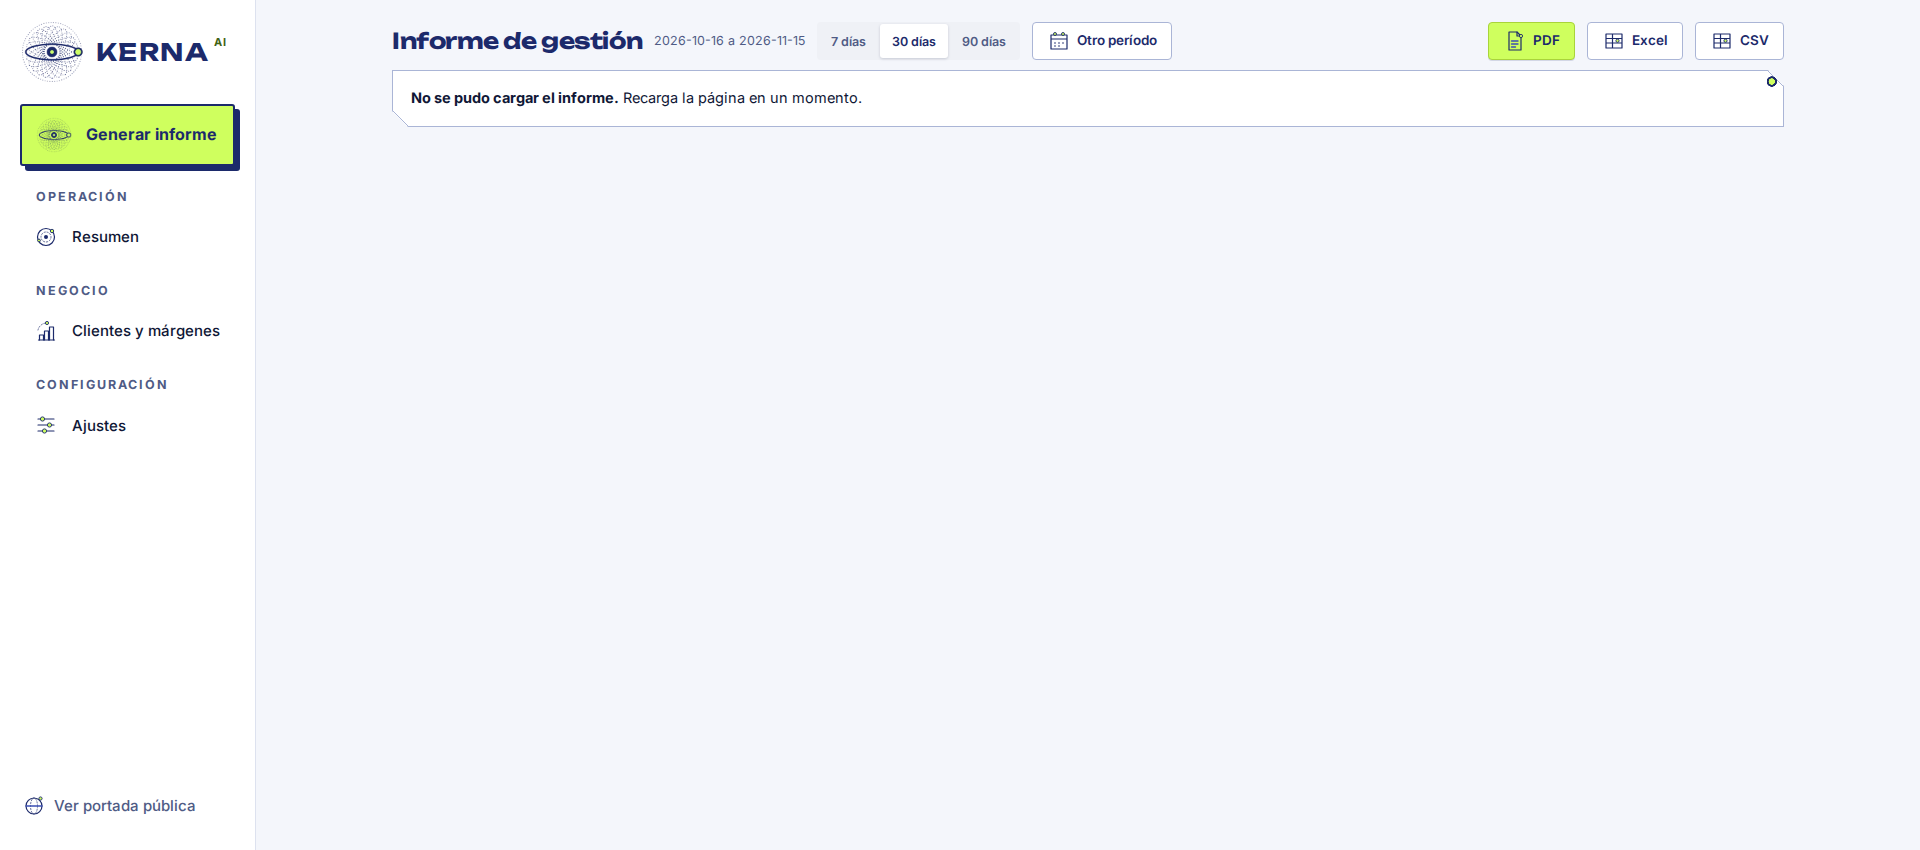 KERNA AI
Generar informe
OPERACIÓN
Resumen
NEGOCIO
Clientes y márgenes
CONFIGURACIÓN
Ajustes
Ver portada pública
Informe de gestión 2026-10-16 a 2026-11-15 7 días 30 días 90 días Otro período PDF Excel CSV
No se pudo cargar el informe. Recarga la página en un momento.